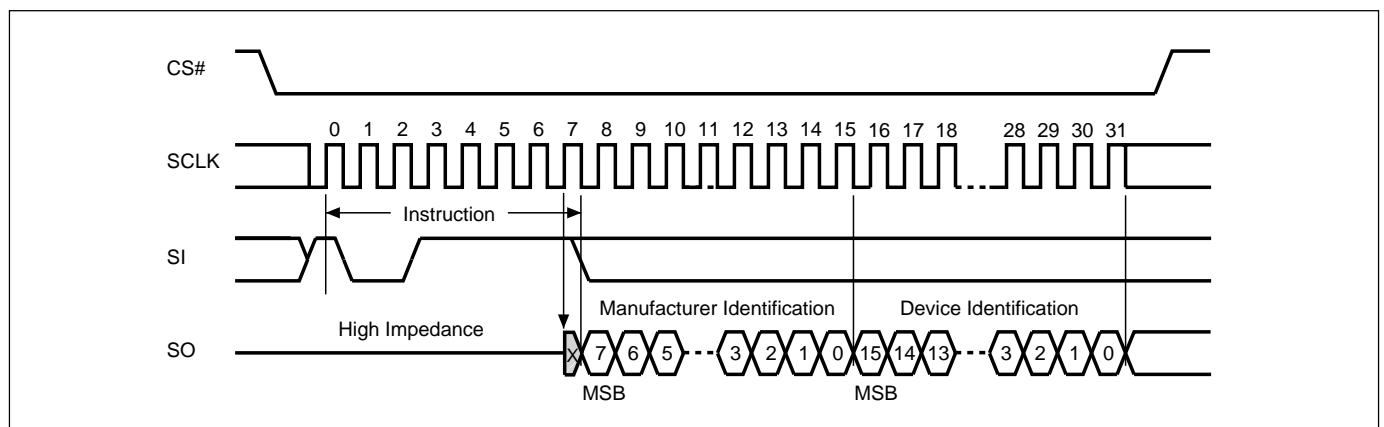 CS#
0 1 2 3 4 5 6 7 8 9 10 11 12 13 14 15 16 17 18 28 29 30 31
SCLK
Instruction
SI
Manufacturer Identification Device Identification
High Impedance
SO X 7 6 5 3 2 1 0 15 14 13 3 2 1 0
MSB MSB